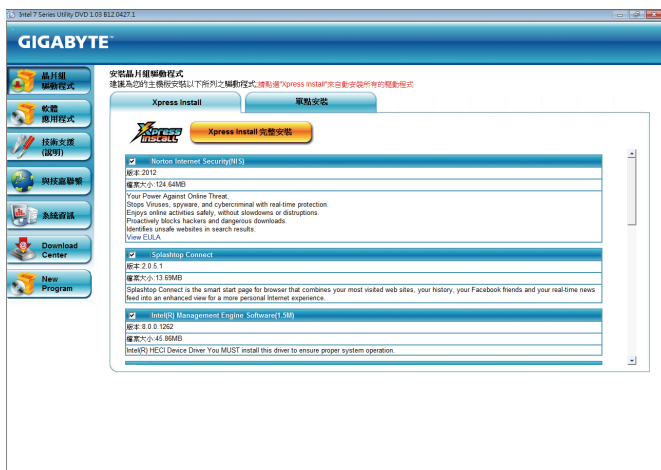 Intel 7 Series Utility DVD 1.03 B12.0427.1
GIGABYTE™
晶片組
驅動程式
軟體
應用程式
技術支援
(說明)
與技嘉聯繫
系統資訊
Download
Center
New
Program
安裝晶片組驅動程式
建議為您的主機板安裝以下所列之驅動程式;請點選"Xpress Install"來自動安裝所有的驅動程式
Xpress Install
單點安裝
Xpress
Install
Xpress Install 完整安裝
Norton Internet Security(NIS)
版本:2012
檔案大小:124.64MB
Your Power Against Online Threat.
Stops Viruses, spyware, and cybercriminal with real-time protection.
Enjoys online activities safely, without slowdowns or distruptions.
Proactively blocks hackers and dangerous downloads.
Identifies unsafe websites in search results.
View EULA
Splashtop Connect
版本:2.0.5.1
檔案大小:13.69MB
Splashtop Connect is the smart start page for browser that combines your most visited web sites, your history, your Facebook friends and your real-time news
feed into an enhanced view for a more personal Internet experience.
Intel(R) Management Engine Software(1.5M)
版本:8.0.0.1262
檔案大小:45.86MB
Intel(R) HECI Device Driver You MUST install this driver to ensure proper system operation.